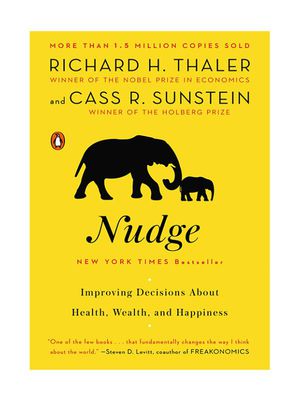 MORE THAN 1.5 MILLION COPIES SOLD
RICHARD H. THALER
WINNER OF THE NOBEL PRIZE IN ECONOMICS
and CASS R. SUNSTEIN
WINNER OF THE HOLBERG PRIZE
Nudge
NEW YORK TIMES Bestseller
Improving Decisions About
Health, Wealth, and Happiness
"One of the few books . . . that fundamentally changes the way I think
about the world." —Steven D. Levitt, coauthor of FREAKONOMICS